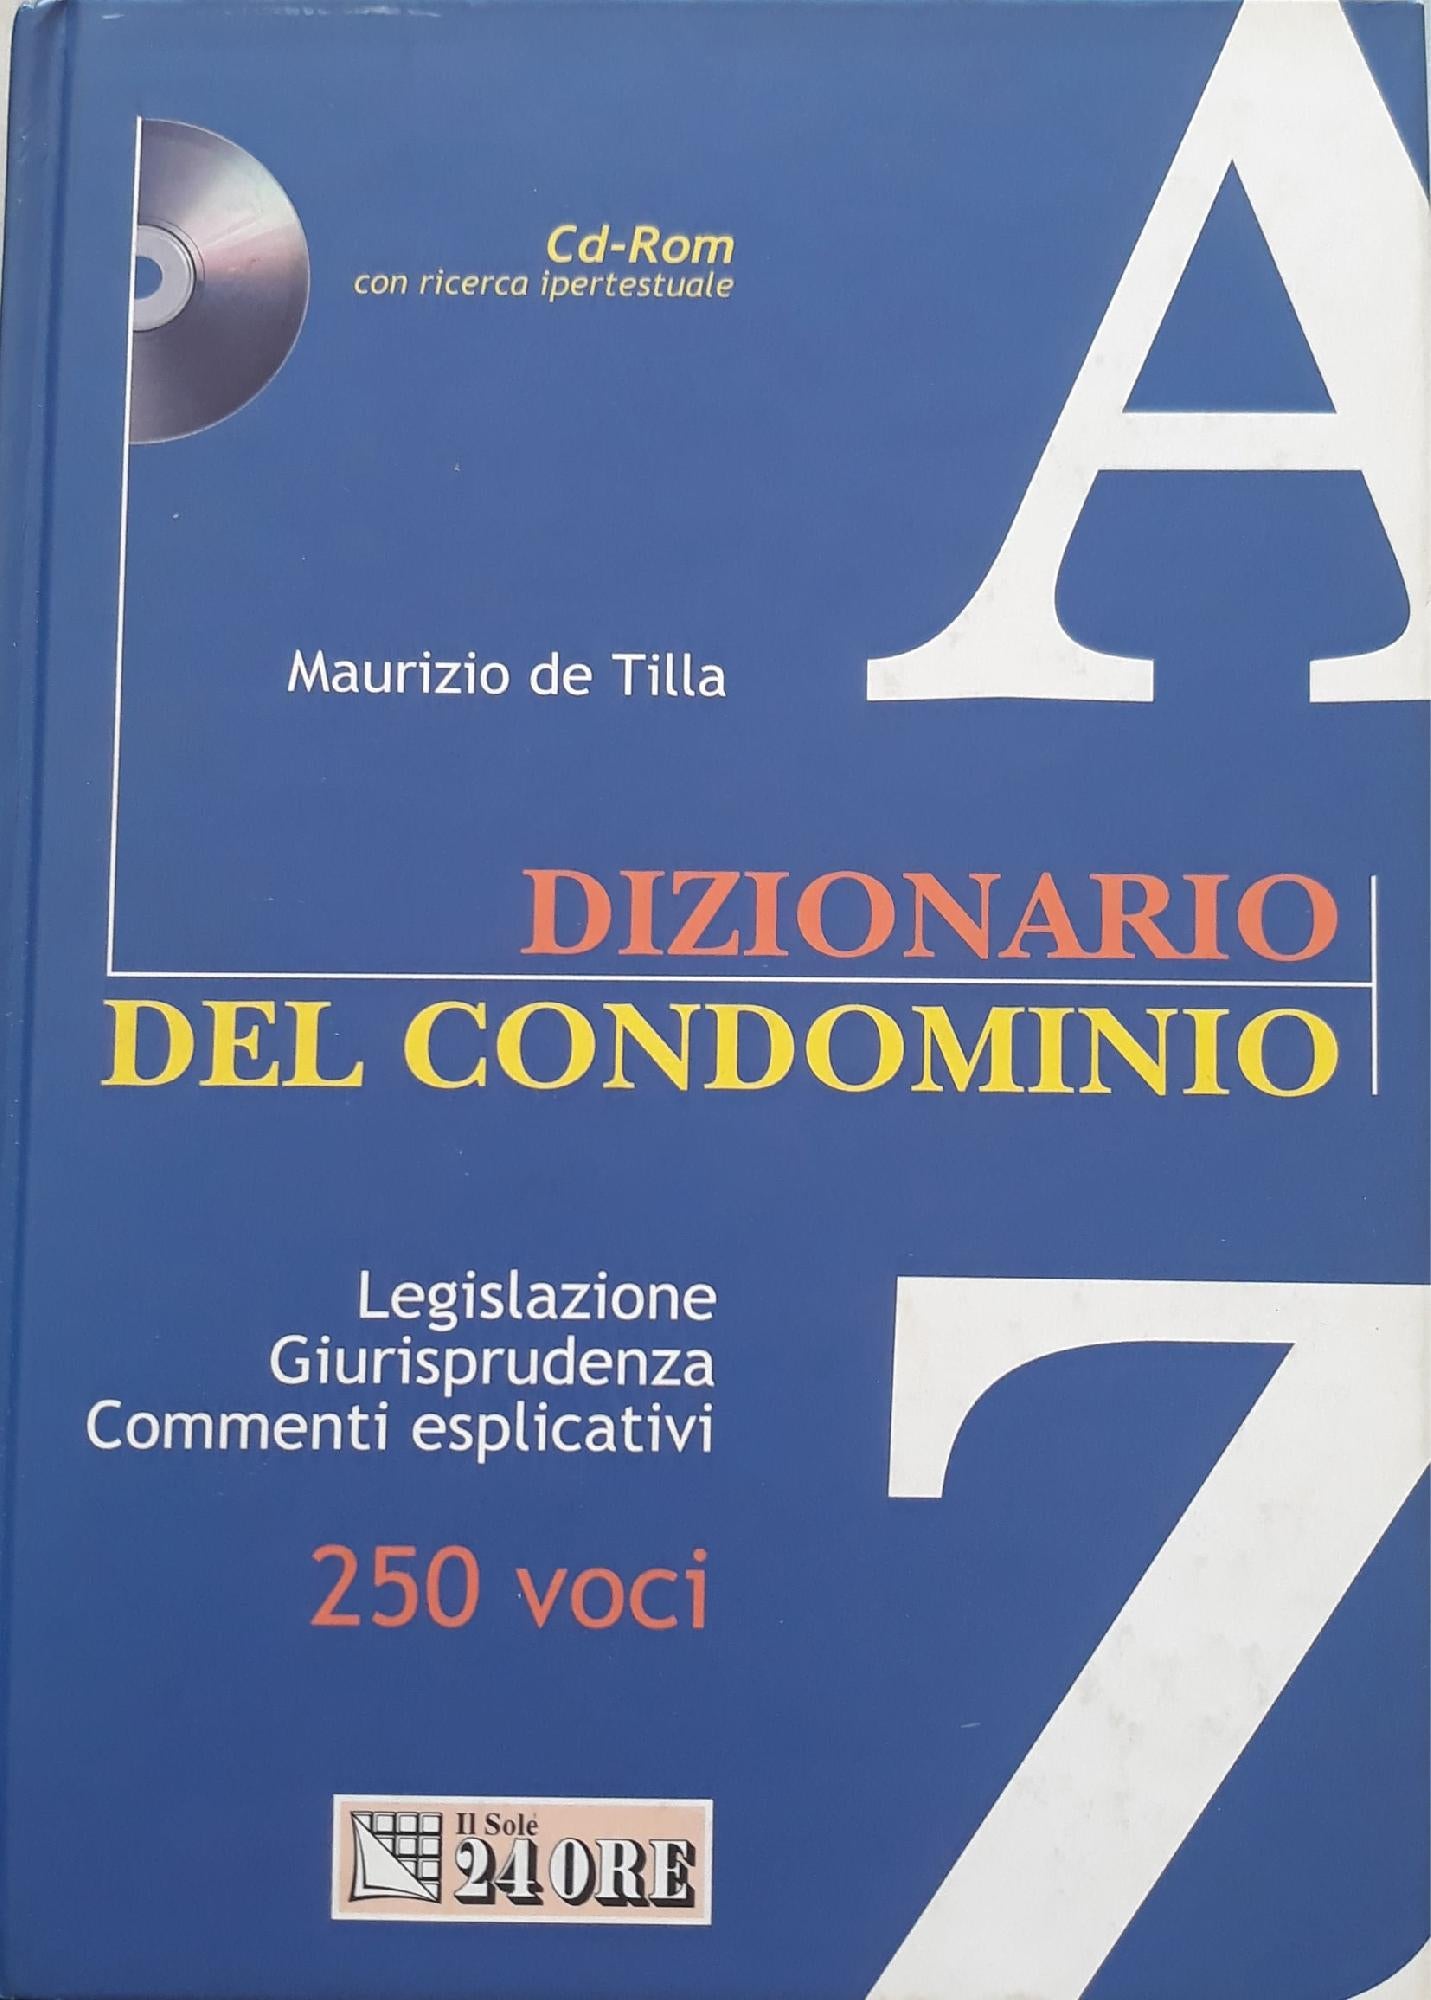 Cd-Rom
con ricerca ipertestuale
A
Maurizio de Tilla
DIZIONARIO
DEL CONDOMINIO
Legislazione
Giurisprudenza
Commenti esplicativi
Z
250 voci
Il Sole
24 ORE